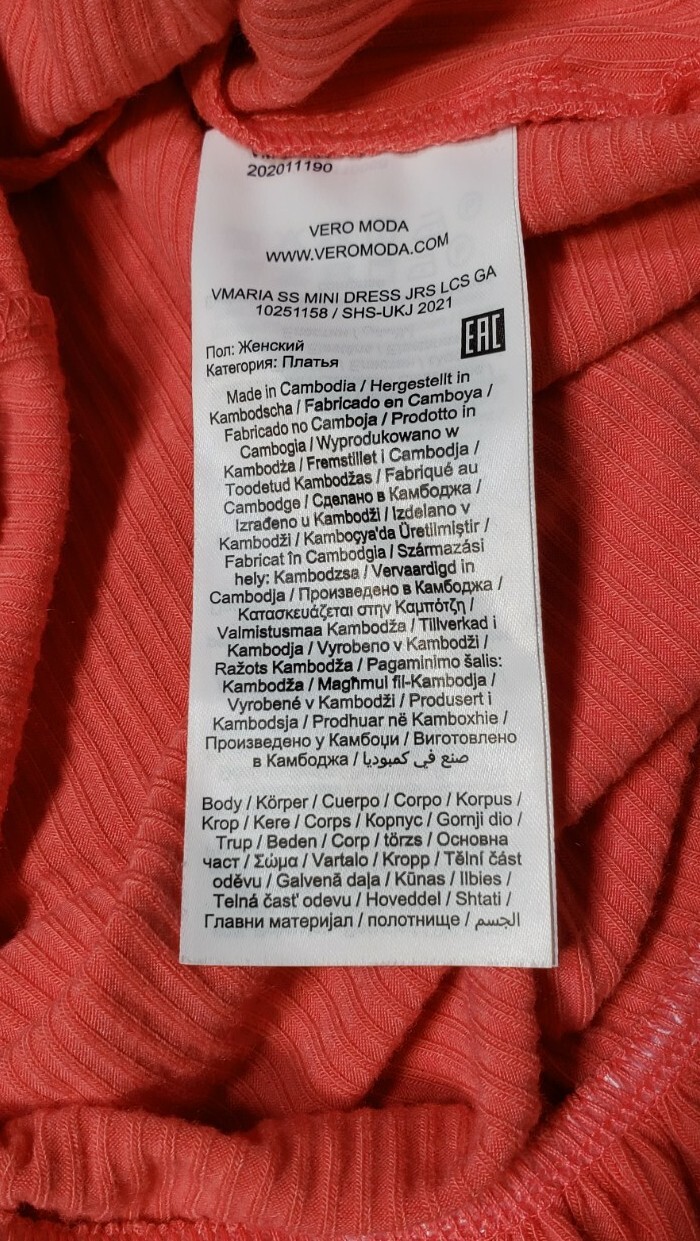 202011190
VERO MODA
WWW.VEROMODA.COM
VMARIA SS MINI DRESS JRS LCS GA
10251158 / SHS-UKJ 2021
EAC
Пол: Женский
Категория: Платья
Made in Cambodia / Hergestellt in
Kambodscha / Fabricado en Camboya /
Fabricado no Camboja / Prodotto in
Cambogia / Wyprodukowano w
Kambodża / Fremstillet i Cambodja /
Toodetud Kambodžas / Fabriqué au
Cambodge / Сделано в Камбоджа /
Izrađeno u Kambodži / Izdelano v
Kambodži / Kamboçya'da Üretilmiştir /
Fabricat în Cambodgia / Származási
hely: Kambodzsa / Vervaardigd in
Cambodja / Произведено в Камбоджа /
Κατασκευάζεται στην Καμπότζη /
Valmistusmaa Kambodža / Tillverkad i
Kambodja / Vyrobeno v Kambodži /
Ražots Kambodža / Pagaminimo šalis:
Kambodža / Magħmul fil-Kambodja /
Vyrobené v Kambodži / Produsert i
Kambodsja / Prodhuar në Kamboxhie /
Произведено у Камбоџи / Виготовлено
в Камбоджа / صنع في كمبوديا
Body / Körper / Cuerpo / Corpo / Korpus /
Krop / Kere / Corps / Корпус / Gornji dio /
Trup / Beden / Corp / törzs / Основна
част / Σώμα / Vartalo / Kropp / Tělní část
oděvu / Galvenā daļa / Kūnas / Ilbies /
Telná časť odevu / Hoveddel / Shtati /
Главни материјал / полотнище / الجسم